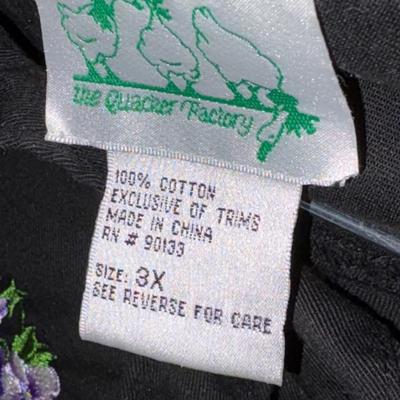 the Quacker Factory
100% COTTON
EXCLUSIVE OF TRIMS
MADE IN CHINA
RN # 90133
SIZE: 3X
SEE REVERSE FOR CARE